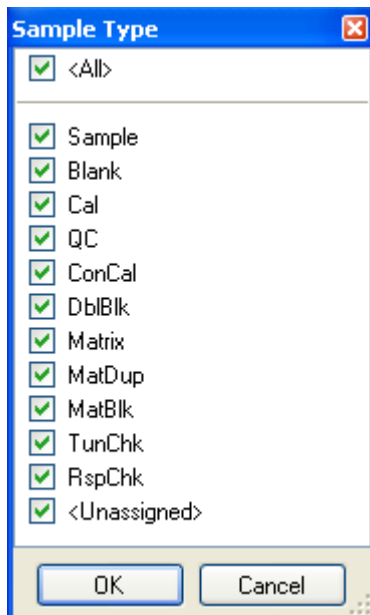 Sample Type
<All>
Sample
Blank
Cal
QC
ConCal
DblBlk
Matrix
MatDup
MatBlk
TunChk
RspChk
<Unassigned>
OK Cancel